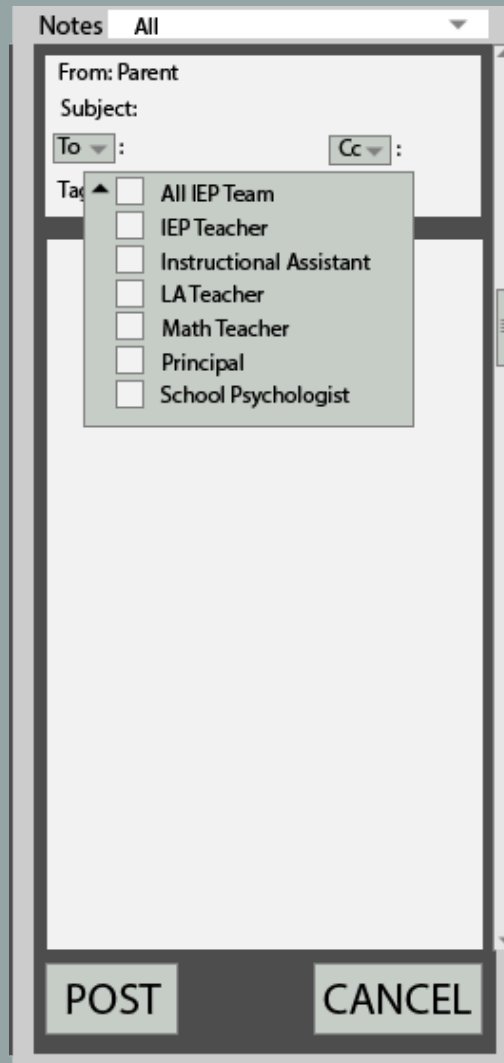 Notes All
From: Parent
Subject:
To : Cc :
All IEP Team
IEP Teacher
Instructional Assistant
LA Teacher
Math Teacher
Principal
School Psychologist
POST CANCEL